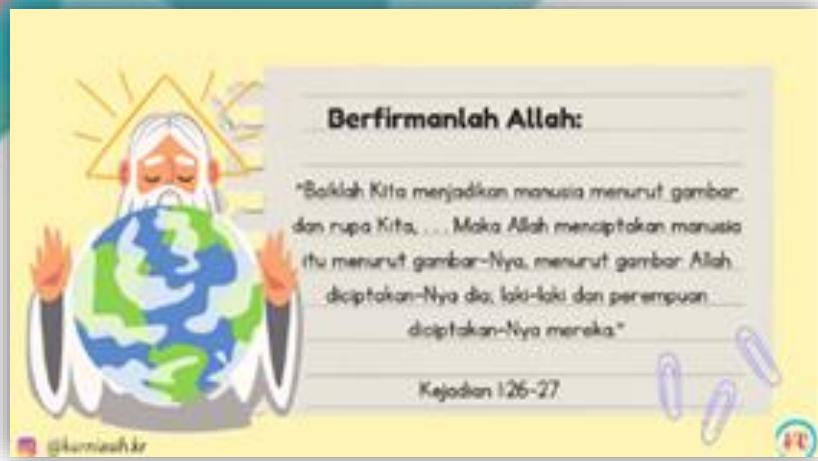 Berfirmanlah Allah:
"Baiklah Kita menjadikan manusia menurut gambar
dan rupa Kita, . . . Maka Allah menciptakan manusia
itu menurut gambar-Nya, menurut gambar Allah
diciptakan-Nya dia; laki-laki dan perempuan
diciptakan-Nya mereka."
Kejadian 1:26-27